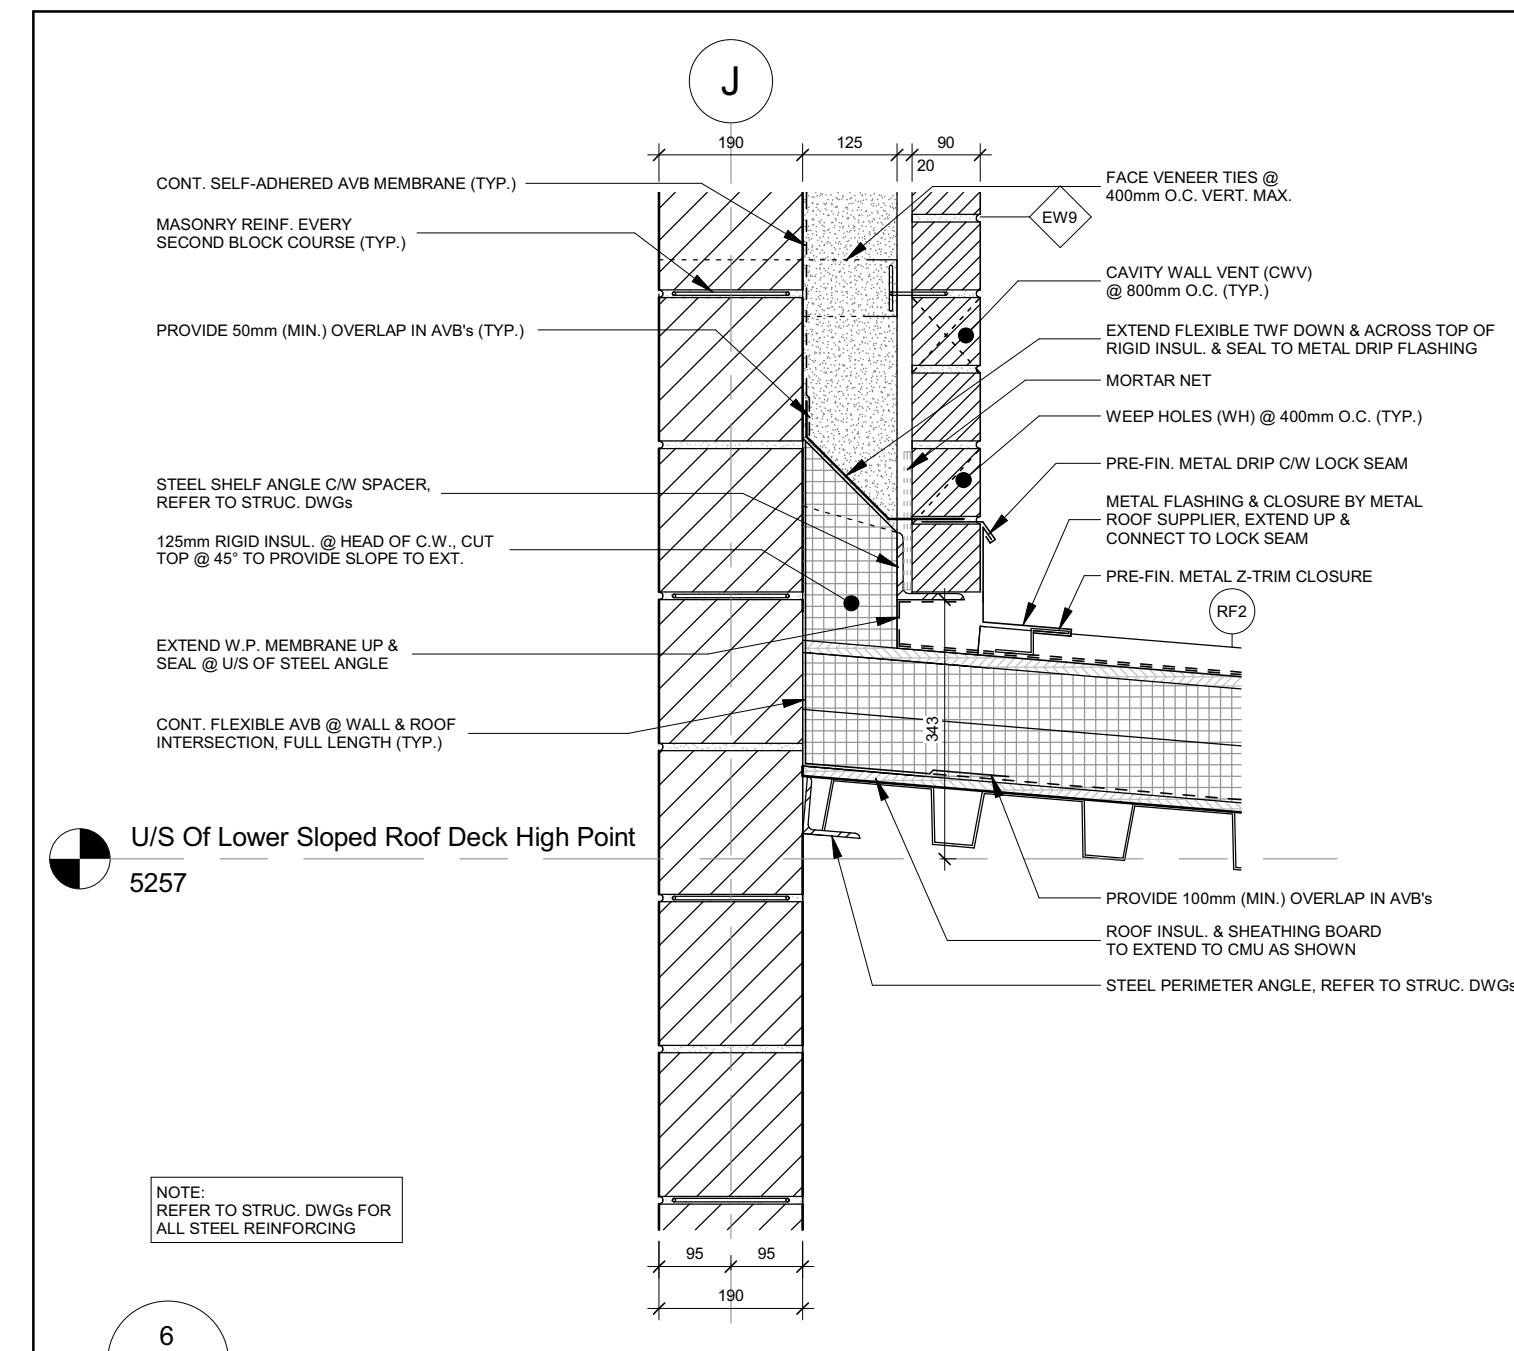 J
190
125
90
20
CONT. SELF-ADHERED AVB MEMBRANE (TYP.)
MASONRY REINF. EVERY
SECOND BLOCK COURSE (TYP.)
PROVIDE 50mm (MIN.) OVERLAP IN AVB's (TYP.)
STEEL SHELF ANGLE C/W SPACER,
REFER TO STRUC. DWGs
125mm RIGID INSUL. @ HEAD OF C.W., CUT
TOP @ 45° TO PROVIDE SLOPE TO EXT.
EXTEND W.P. MEMBRANE UP &
SEAL @ U/S OF STEEL ANGLE
CONT. FLEXIBLE AVB @ WALL & ROOF
INTERSECTION, FULL LENGTH (TYP.)
FACE VENEER TIES @
400mm O.C. VERT. MAX.
EW9
CAVITY WALL VENT (CWV)
@ 800mm O.C. (TYP.)
EXTEND FLEXIBLE TWF DOWN & ACROSS TOP OF
RIGID INSUL. & SEAL TO METAL DRIP FLASHING
MORTAR NET
WEEP HOLES (WH) @ 400mm O.C. (TYP.)
PRE-FIN. METAL DRIP C/W LOCK SEAM
METAL FLASHING & CLOSURE BY METAL
ROOF SUPPLIER, EXTEND UP &
CONNECT TO LOCK SEAM
PRE-FIN. METAL Z-TRIM CLOSURE
RF2
343
U/S Of Lower Sloped Roof Deck High Point
5257
PROVIDE 100mm (MIN.) OVERLAP IN AVB's
ROOF INSUL. & SHEATHING BOARD
TO EXTEND TO CMU AS SHOWN
STEEL PERIMETER ANGLE, REFER TO STRUC. DWGs
NOTE:
REFER TO STRUC. DWGs FOR
ALL STEEL REINFORCING
95
95
190
6